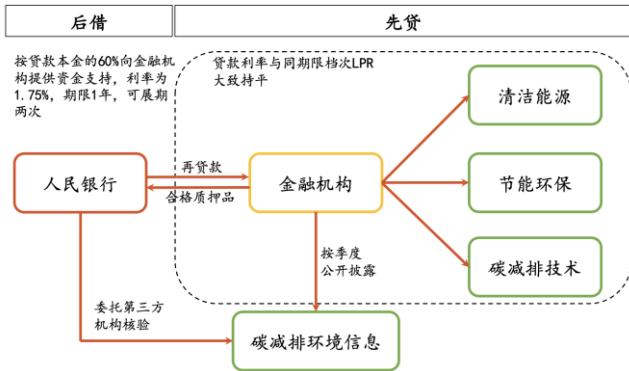 后借
先贷
按贷款本金的60%向金融机
构提供资金支持，利率为
1.75%，期限1年，可展期
两次
贷款利率与同期限档次LPR
大致持平
清洁能源
人民银行
再贷款
合格质押品
金融机构
节能环保
按季度
公开披露
碳减排技术
委托第三方
机构核验
碳减排环境信息